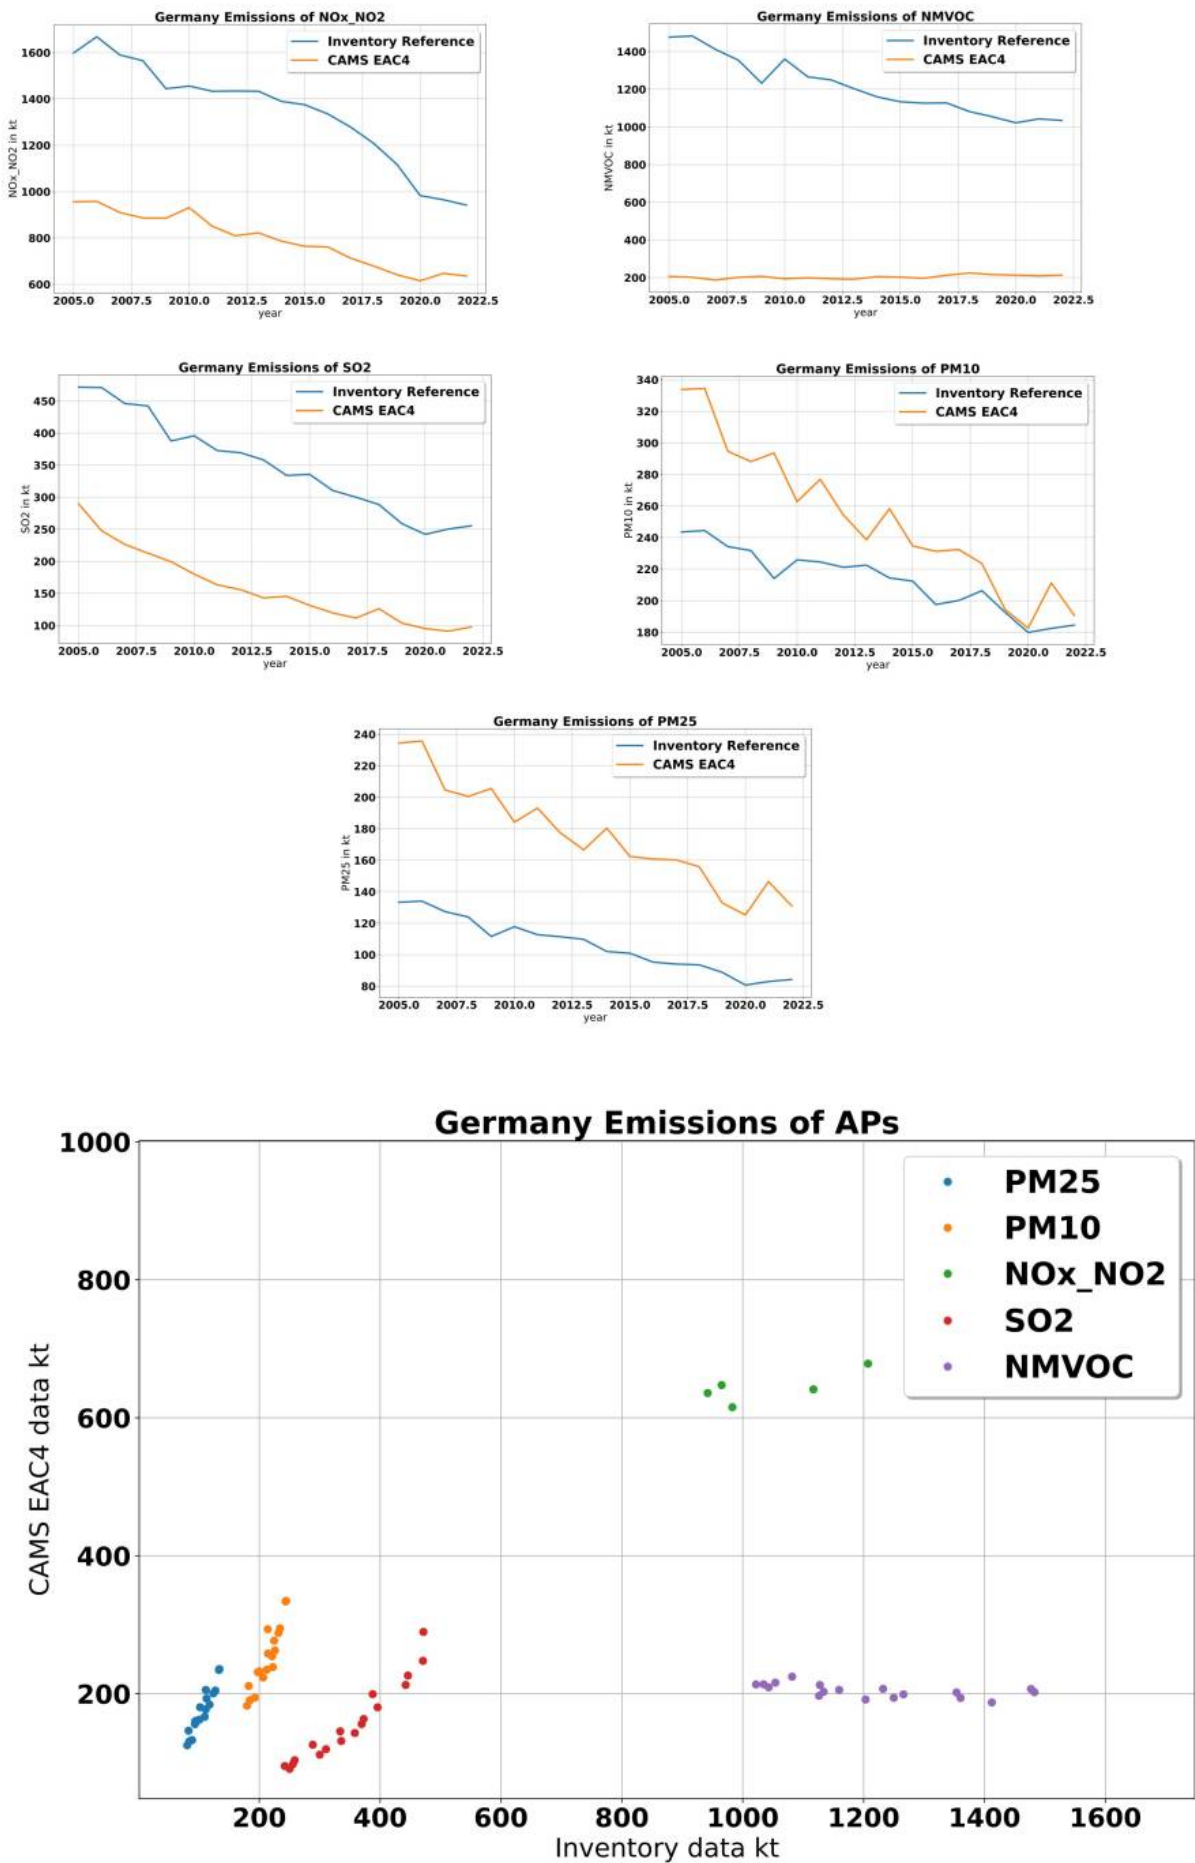 Germany Emissions of NOx_NO2
Inventory Reference
CAMS EAC4
NOx_NO2 in kt
1600
1400
1200
1000
800
600
2005.0 2007.5 2010.0 2012.5 2015.0 2017.5 2020.0 2022.5
year
Germany Emissions of NMVOC
Inventory Reference
CAMS EAC4
NMVOC in kt
1400
1200
1000
800
600
400
200
2005.0 2007.5 2010.0 2012.5 2015.0 2017.5 2020.0 2022.5
year
Germany Emissions of SO2
Inventory Reference
CAMS EAC4
SO2 in kt
450
400
350
300
250
200
150
100
2005.0 2007.5 2010.0 2012.5 2015.0 2017.5 2020.0 2022.5
year
Germany Emissions of PM10
Inventory Reference
CAMS EAC4
PM10 in kt
340
320
300
280
260
240
220
200
180
2005.0 2007.5 2010.0 2012.5 2015.0 2017.5 2020.0 2022.5
year
Germany Emissions of PM25
Inventory Reference
CAMS EAC4
PM25 in kt
240
220
200
180
160
140
120
100
80
2005.0 2007.5 2010.0 2012.5 2015.0 2017.5 2020.0 2022.5
year
Germany Emissions of APs
PM25
PM10
NOx_NO2
SO2
NMVOC
CAMS EAC4 data kt
1000
800
600
400
200
200 400 600 800 1000 1200 1400 1600
Inventory data kt